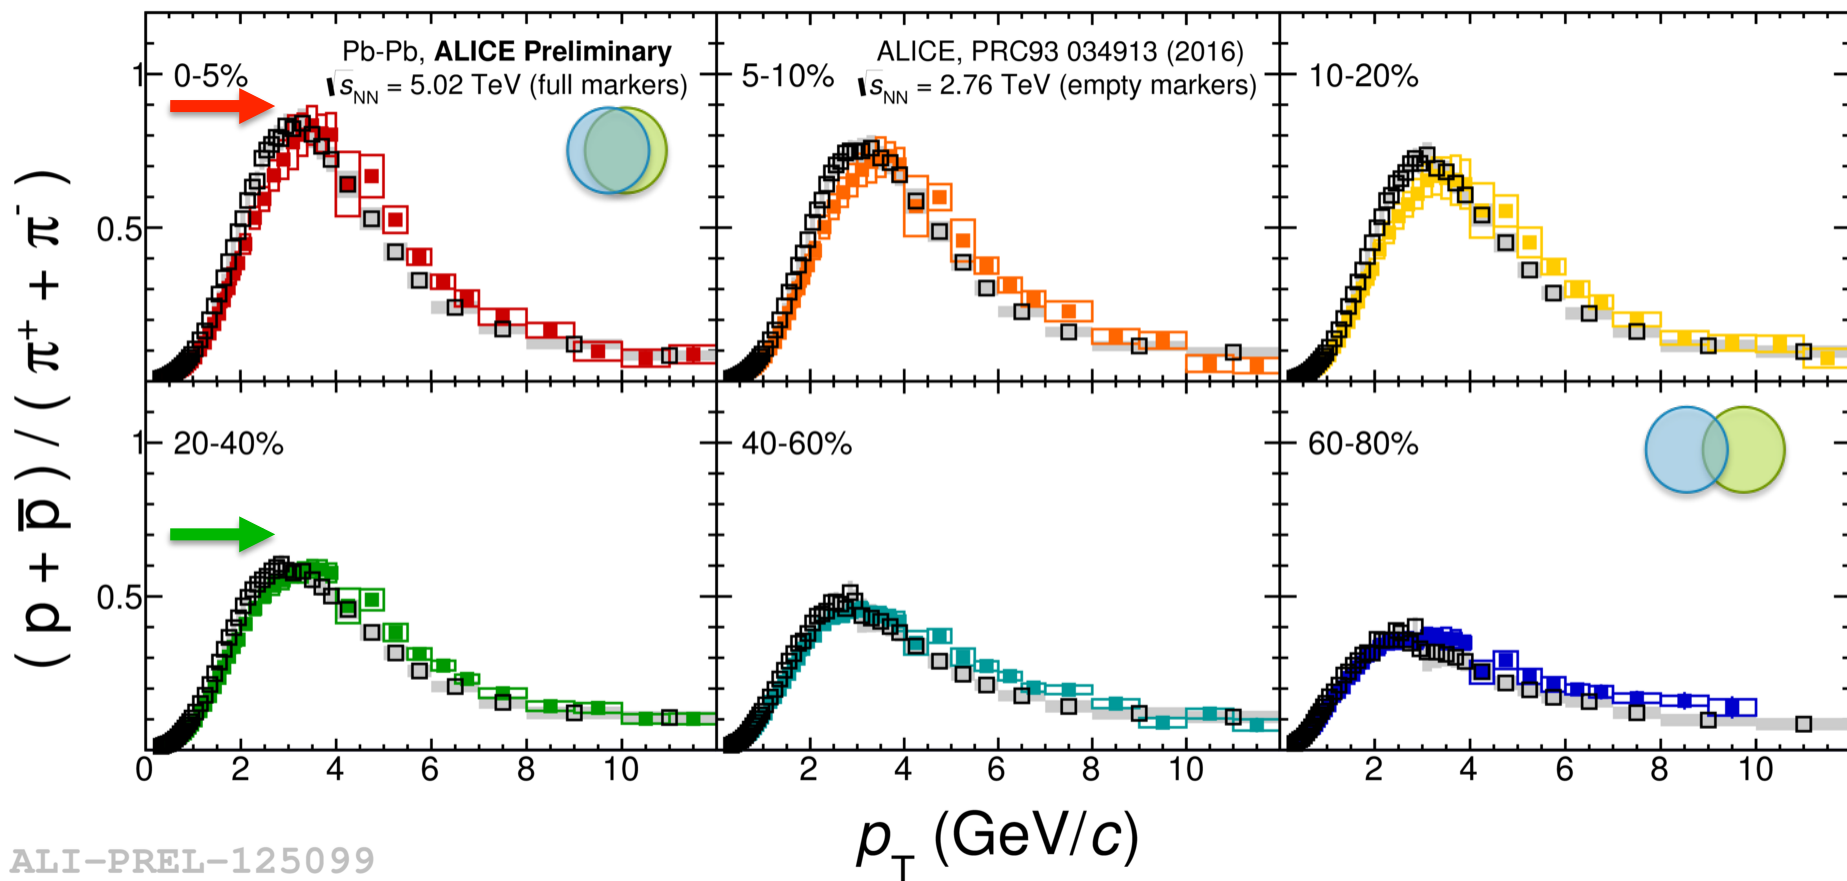 ( p + p̅ ) / ( π⁺ + π⁻ )
Pb-Pb, ALICE Preliminary
√sNN = 5.02 TeV (full markers)
ALICE, PRC93 034913 (2016)
√sNN = 2.76 TeV (empty markers)
1
0-5%
5-10%
10-20%
0.5
1
20-40%
40-60%
60-80%
0.5
0 2 4 6 8 10 2 4 6 8 10 2 4 6 8 10
pT (GeV/c)
ALI-PREL-125099